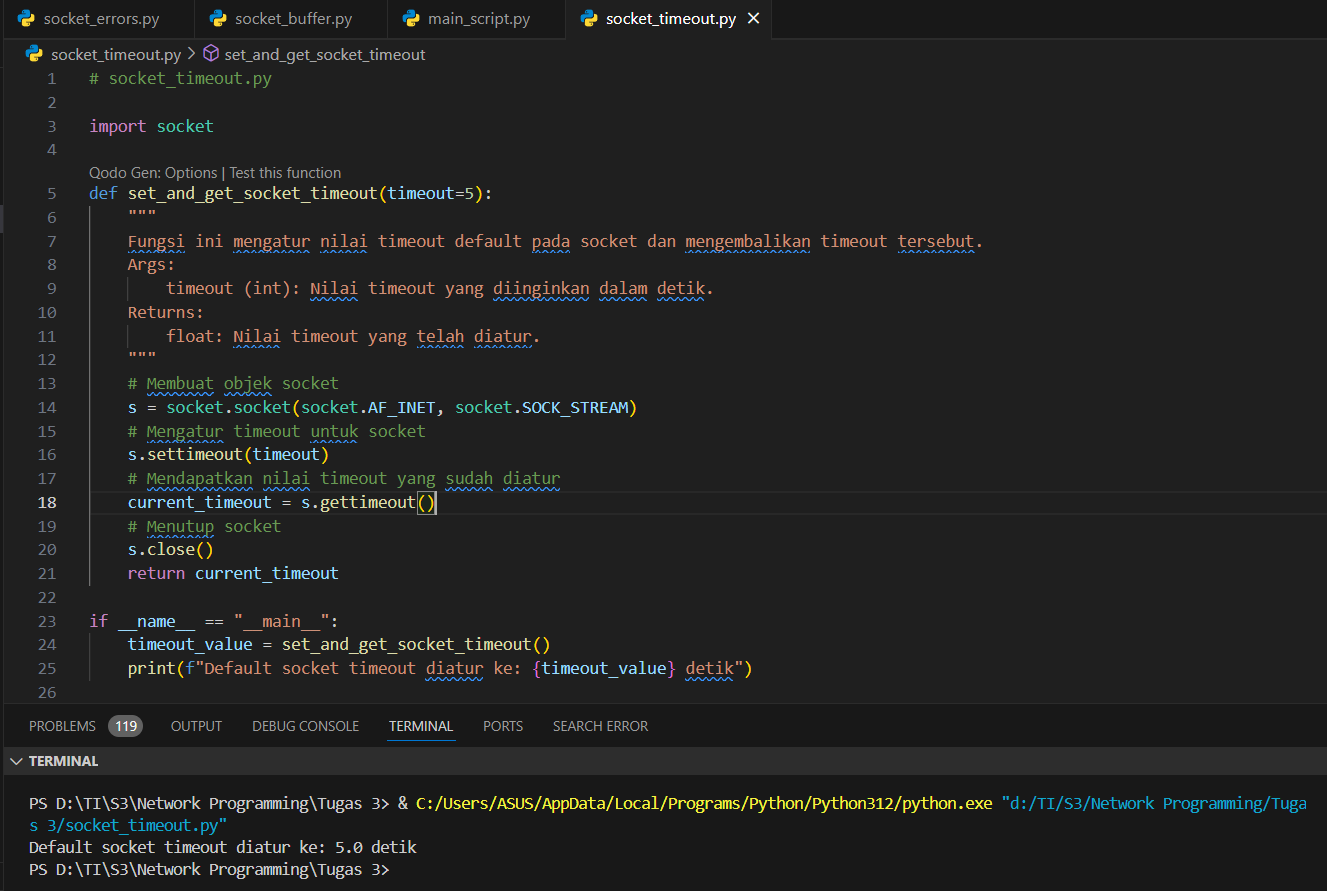 socket_errors.py socket_buffer.py main_script.py socket_timeout.py
socket_timeout.py > set_and_get_socket_timeout
1 # socket_timeout.py
2
3 import socket
4
Qodo Gen: Options | Test this function
5 def set_and_get_socket_timeout(timeout=5):
6     """
7     Fungsi ini mengatur nilai timeout default pada socket dan mengembalikan timeout tersebut.
8     Args:
9         timeout (int): Nilai timeout yang diinginkan dalam detik.
10     Returns:
11         float: Nilai timeout yang telah diatur.
12     """
13     # Membuat objek socket
14     s = socket.socket(socket.AF_INET, socket.SOCK_STREAM)
15     # Mengatur timeout untuk socket
16     s.settimeout(timeout)
17     # Mendapatkan nilai timeout yang sudah diatur
18     current_timeout = s.gettimeout()
19     # Menutup socket
20     s.close()
21     return current_timeout
22
23 if __name__ == "__main__":
24     timeout_value = set_and_get_socket_timeout()
25     print(f"Default socket timeout diatur ke: {timeout_value} detik")
26
PROBLEMS 119 OUTPUT DEBUG CONSOLE TERMINAL PORTS SEARCH ERROR
TERMINAL
PS D:\TI\S3\Network Programming\Tugas 3> & C:/Users/ASUS/AppData/Local/Programs/Python/Python312/python.exe "d:/TI/S3/Network Programming/Tuga
s 3/socket_timeout.py"
Default socket timeout diatur ke: 5.0 detik
PS D:\TI\S3\Network Programming\Tugas 3>